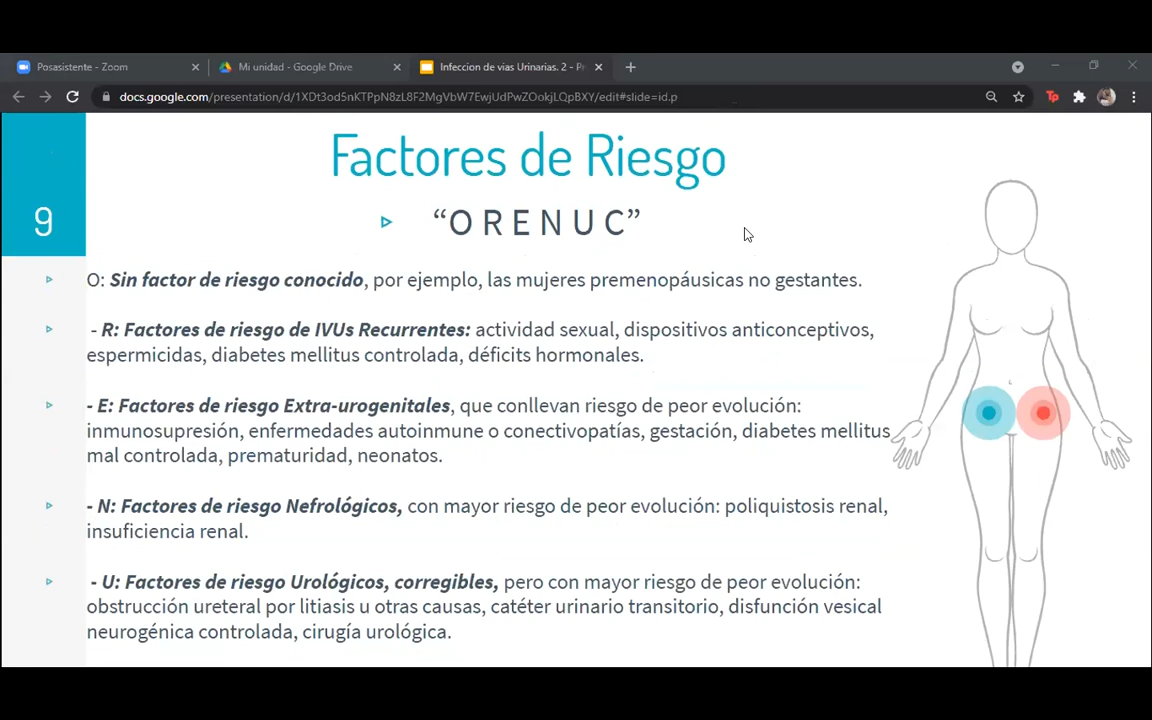 Posasistente - Zoom
Mi unidad - Google Drive
Infeccion de vias Urinarias. 2 - Pr
docs.google.com/presentation/d/1XDt3od5nKTPpN8zL8F2MgVbW7EwjUdPwZOokjLQpBXY/edit#slide=id.p
Tp
Factores de Riesgo
9
“O R E N U C”
O: Sin factor de riesgo conocido, por ejemplo, las mujeres premenopáusicas no gestantes.
- R: Factores de riesgo de IVUs Recurrentes: actividad sexual, dispositivos anticonceptivos,
espermicidas, diabetes mellitus controlada, déficits hormonales.
- E: Factores de riesgo Extra-urogenitales, que conllevan riesgo de peor evolución:
inmunosupresión, enfermedades autoinmune o conectivopatías, gestación, diabetes mellitus
mal controlada, prematuridad, neonatos.
- N: Factores de riesgo Nefrológicos, con mayor riesgo de peor evolución: poliquistosis renal,
insuficiencia renal.
- U: Factores de riesgo Urológicos, corregibles, pero con mayor riesgo de peor evolución:
obstrucción ureteral por litiasis u otras causas, catéter urinario transitorio, disfunción vesical
neurogénica controlada, cirugía urológica.